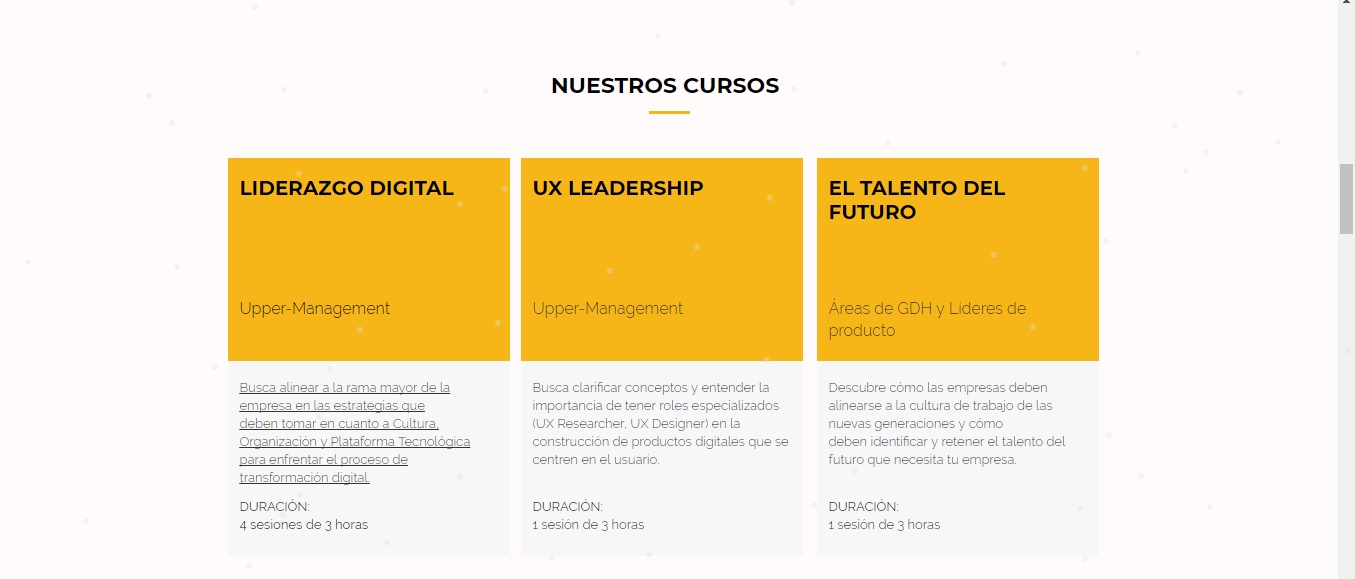 NUESTROS CURSOS
LIDERAZGO DIGITAL
Upper-Management
Busca alinear a la rama mayor de la
empresa en las estrategias que
deben tomar en cuanto a Cultura,
Organización y Plataforma Tecnológica
para enfrentar el proceso de
transformación digital.
DURACIÓN:
4 sesiones de 3 horas
UX LEADERSHIP
Upper-Management
Busca clarificar conceptos y entender la
importancia de tener roles especializados
(UX Researcher, UX Designer) en la
construcción de productos digitales que se
centren en el usuario.
DURACIÓN:
1 sesión de 3 horas
EL TALENTO DEL
FUTURO
Áreas de GDH y Líderes de
producto
Descubre cómo las empresas deben
alinearse a la cultura de trabajo de las
nuevas generaciones y cómo
deben identificar y retener el talento del
futuro que necesita tu empresa.
DURACIÓN:
1 sesión de 3 horas